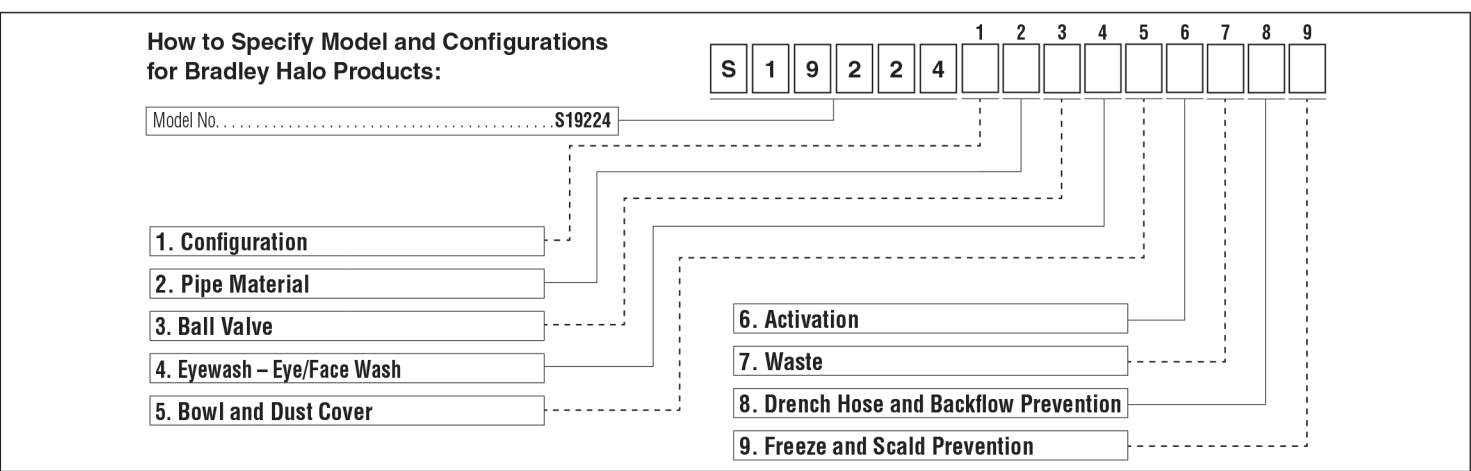 How to Specify Model and Configurations
for Bradley Halo Products:
1 2 3 4 5 6 7 8 9
S 1 9 2 2 4
Model No. . . . . . . . . . . . . . . . . . . . . . . . . . . . . . . . . . . . . . . . . . S19224
1. Configuration
2. Pipe Material
3. Ball Valve
4. Eyewash – Eye/Face Wash
5. Bowl and Dust Cover
6. Activation
7. Waste
8. Drench Hose and Backflow Prevention
9. Freeze and Scald Prevention